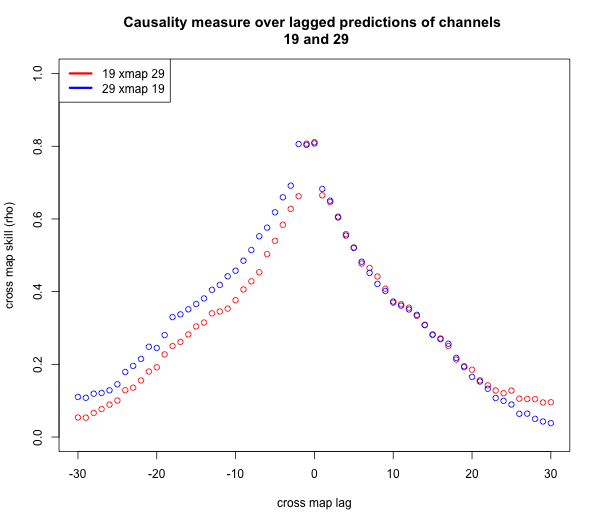 Causality measure over lagged predictions of channels
19 and 29
19 xmap 29
29 xmap 19
cross map skill (rho)
1.0
0.8
0.6
0.4
0.2
0.0
-30
-20
-10
0
10
20
30
cross map lag